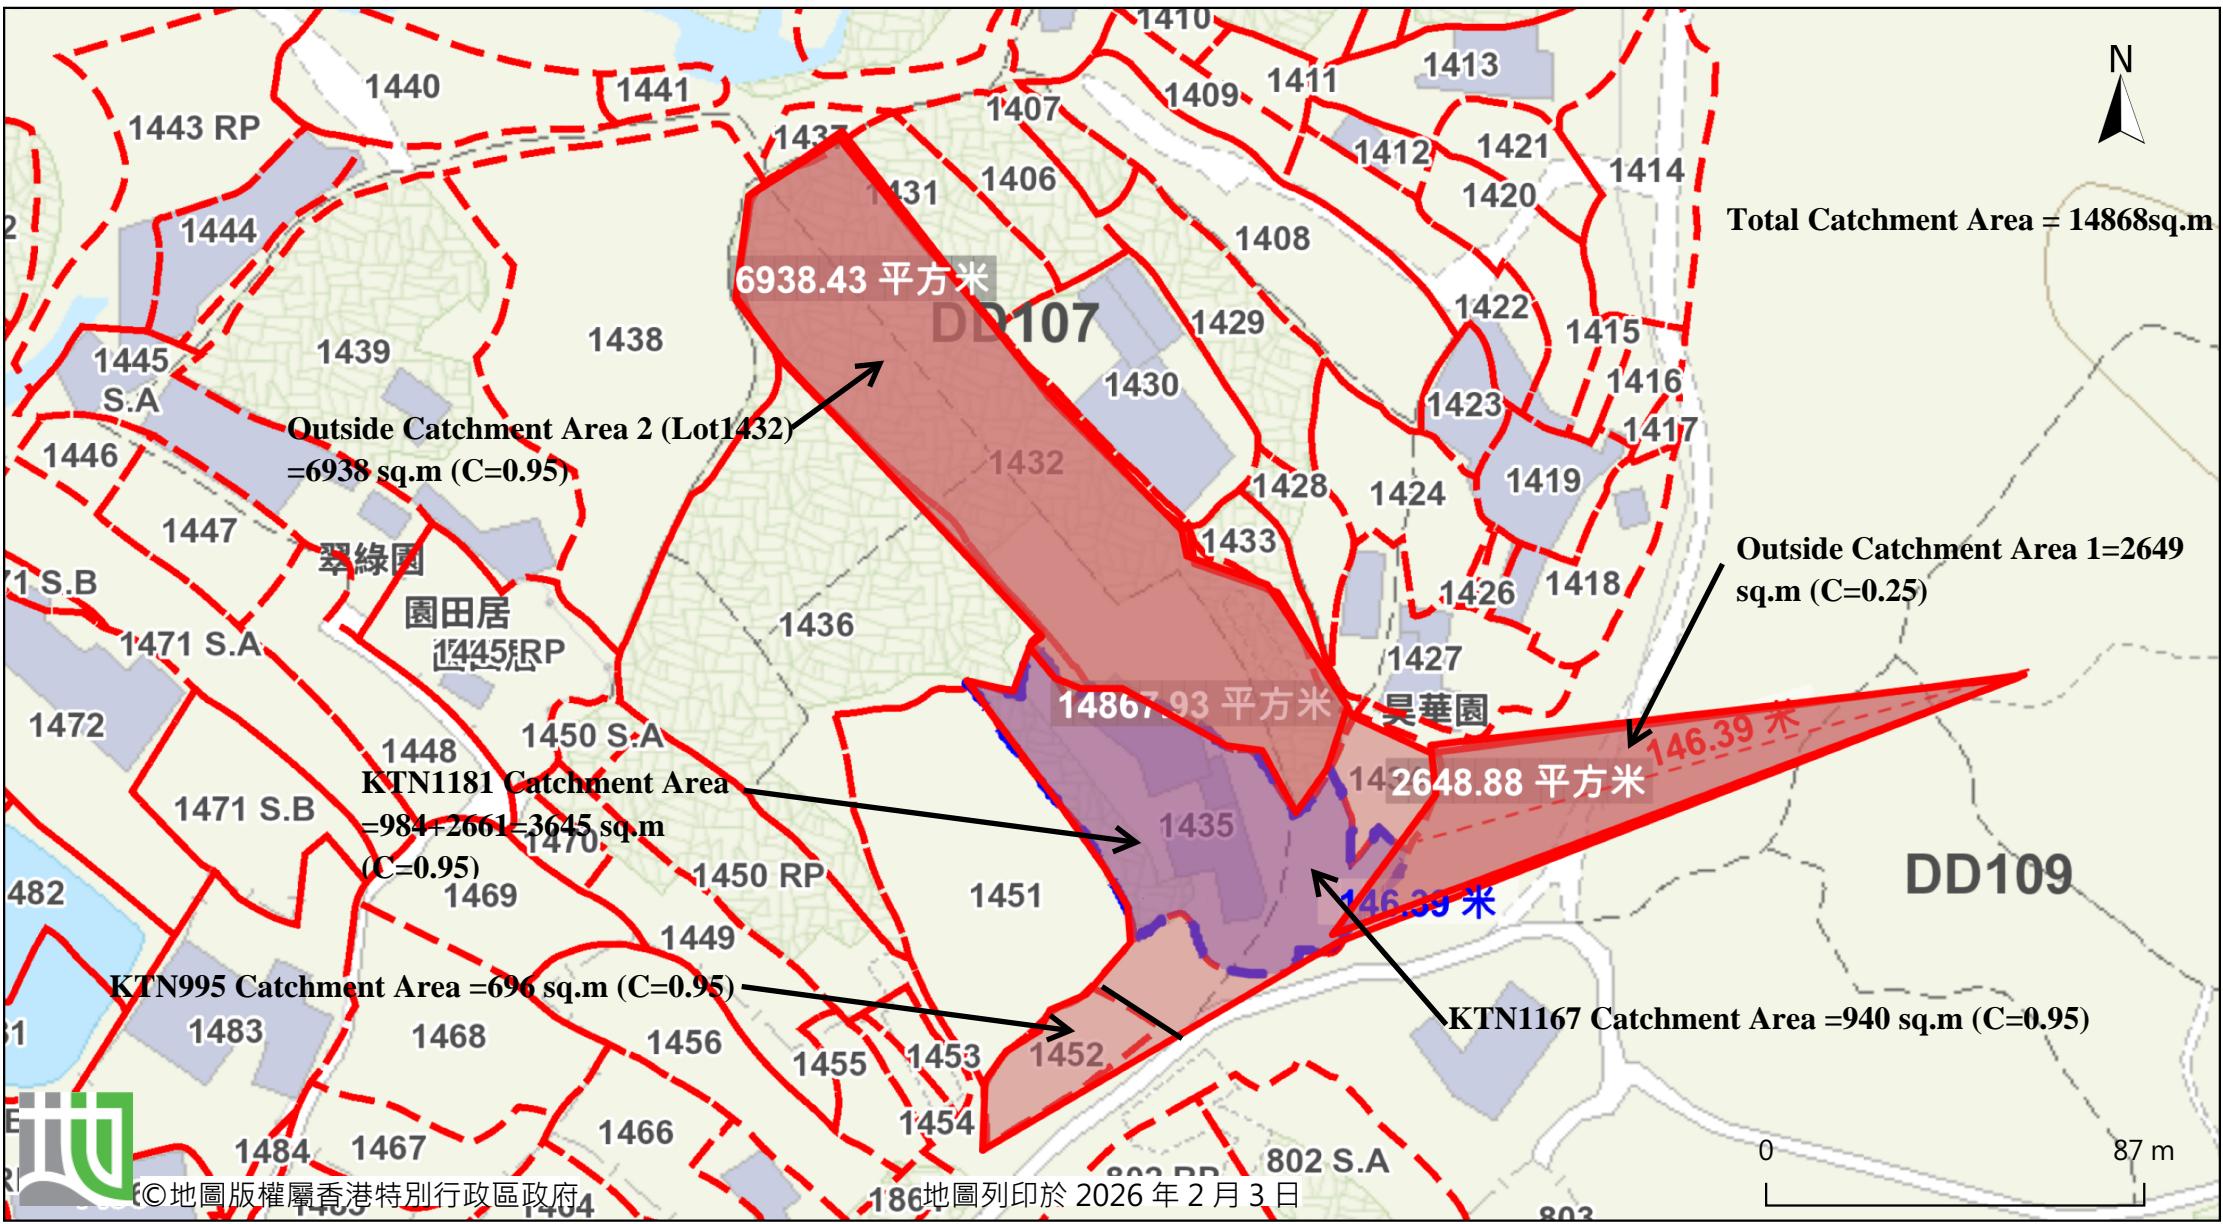 1410
1413
1411
1440
1441
1409
1407
N
1443 RP
1437
1412
1421
1414
1406
1431
1420
1444
Total Catchment Area = 14868sq.m
1408
6938.43 平方米
DD107
1422
1429
1415
1438
1439
1445
S.A
1430
1416
1423
1417
Outside Catchment Area 2 (Lot1432)
=6938 sq.m (C=0.95)
1446
1432
1428
1424
1419
1447
1433
Outside Catchment Area 1=2649
sq.m (C=0.25)
翠綠園
71 S.B
1426
1418
園田居
1436
1471 S.A
1445 RP
1427
14867.93 平方米
昊華園
1472
1448
1450 S.A
146.39 米
2648.88 平方米
KTN1181 Catchment Area
=984+2661=3645 sq.m
(C=0.95)
1471 S.B
1470
1435
1450 RP
DD109
482
1469
1451
146.39 米
1449
KTN995 Catchment Area =696 sq.m (C=0.95)
KTN1167 Catchment Area =940 sq.m (C=0.95)
1483
1468
1456
1455
1453
1452
1454
1466
1484
1467
802 RP
802 S.A
0
87 m
©地圖版權屬香港特別行政區政府
地圖列印於 2026 年 2 月 3 日
803